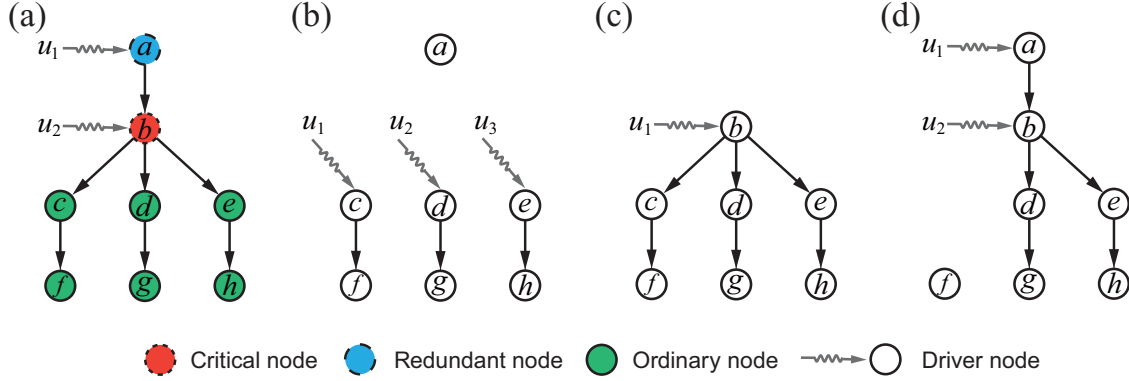 (a) (b) (c) (d)
u1 a a u1 a
u2 b u1 u2 u3 u1 b u2 b
c d e c d e c d e d e
f g h f g h f g h f g h
Critical node Redundant node Ordinary node Driver node